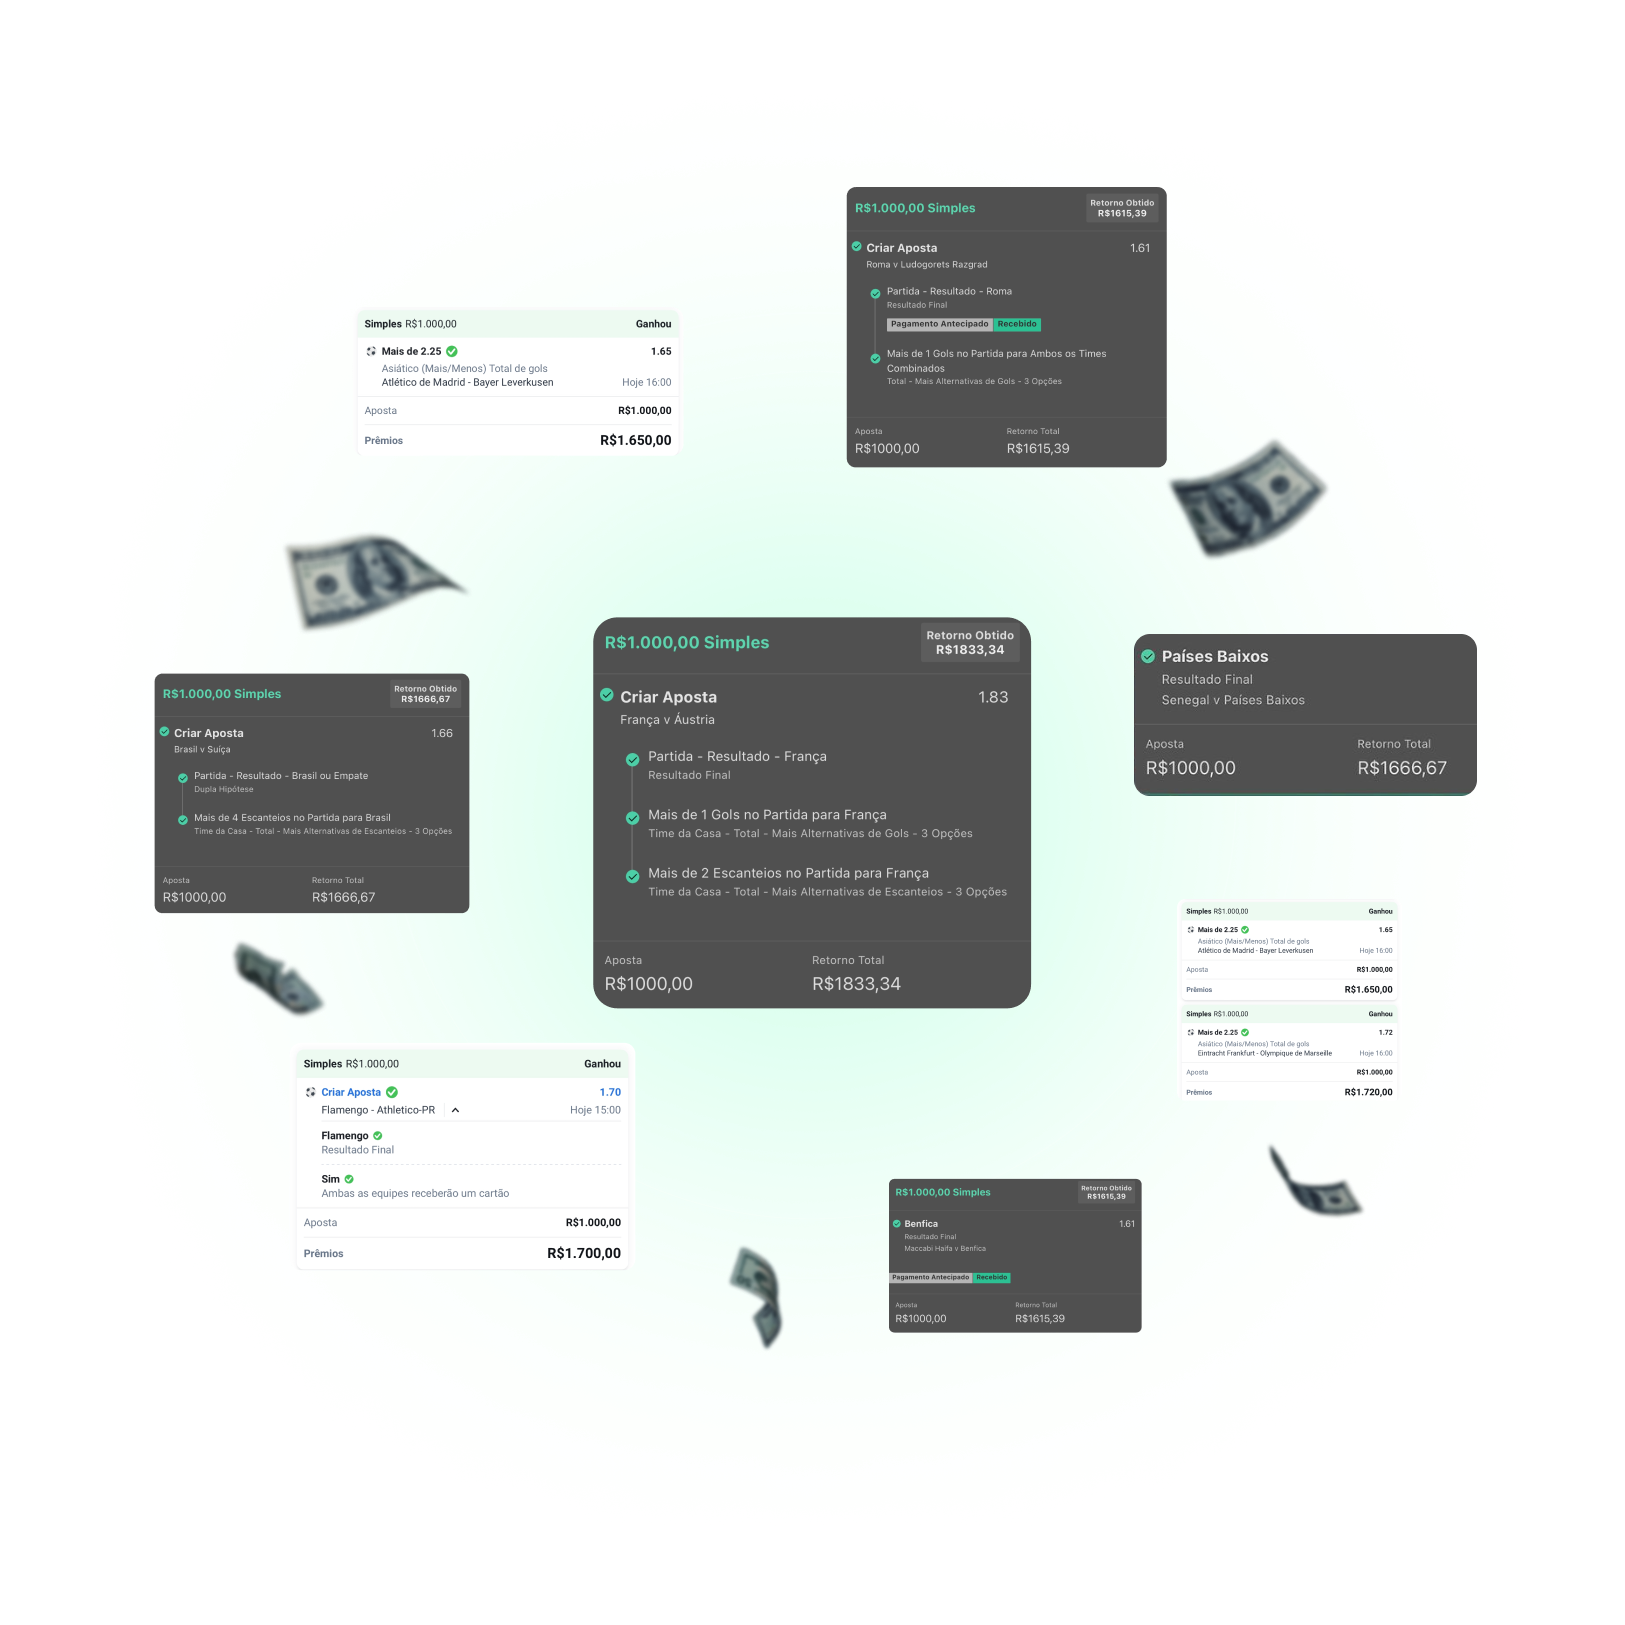 R$1.000,00 Simples
Retorno Obtido
R$1615,39
Criar Aposta 1.61
Roma v Ludogorets Razgrad
Partida - Resultado - Roma
Resultado Final
Pagamento Antecipado Recebido
Mais de 1 Gols no Partida para Ambos os Times
Combinados
Total - Mais Alternativas de Gols - 3 Opções
Aposta Retorno Total
R$1000,00 R$1615,39
Simples R$1.000,00 Ganhou
Mais de 2.25 1.65
Asiático (Mais/Menos) Total de gols
Atlético de Madrid - Bayer Leverkusen Hoje 16:00
Aposta R$1.000,00
Prêmios R$1.650,00
R$1.000,00 Simples
Retorno Obtido
R$1833,34
Criar Aposta 1.83
França v Áustria
Partida - Resultado - França
Resultado Final
Mais de 1 Gols no Partida para França
Time da Casa - Total - Mais Alternativas de Gols - 3 Opções
Mais de 2 Escanteios no Partida para França
Time da Casa - Total - Mais Alternativas de Escanteios - 3 Opções
Aposta Retorno Total
R$1000,00 R$1833,34
Países Baixos
Resultado Final
Senegal v Países Baixos
Aposta Retorno Total
R$1000,00 R$1666,67
R$1.000,00 Simples
Retorno Obtido
R$1666,67
Criar Aposta 1.66
Brasil v Suíça
Partida - Resultado - Brasil ou Empate
Dupla Hipótese
Mais de 4 Escanteios no Partida para Brasil
Time da Casa - Total - Mais Alternativas de Escanteios - 3 Opções
Aposta Retorno Total
R$1000,00 R$1666,67
Simples R$1.000,00 Ganhou
Mais de 2.25 1.65
Asiático (Mais/Menos) Total de gols
Atlético de Madrid - Bayer Leverkusen Hoje 16:00
Aposta R$1.000,00
Prêmios R$1.650,00
Simples R$1.000,00 Ganhou
Mais de 2.25 1.72
Asiático (Mais/Menos) Total de gols
Eintracht Frankfurt - Olympique de Marseille Hoje 16:00
Aposta R$1.000,00
Prêmios R$1.720,00
Simples R$1.000,00 Ganhou
Criar Aposta 1.70
Flamengo - Athletico-PR Hoje 15:00
Flamengo
Resultado Final
Sim
Ambas as equipes receberão um cartão
Aposta R$1.000,00
Prêmios R$1.700,00
R$1.000,00 Simples
Retorno Obtido
R$1615,39
Benfica 1.61
Resultado Final
Maccabi Haifa v Benfica
Pagamento Antecipado Recebido
Aposta Retorno Total
R$1000,00 R$1615,39